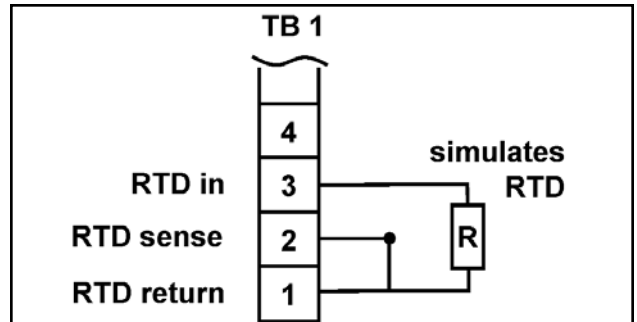 TB 1
4
simulates
RTD in
3
RTD
RTD sense
2
R
RTD return
1